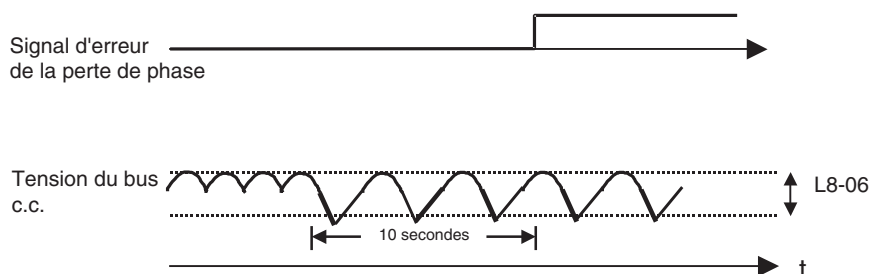 Signal d'erreur
de la perte de phase
Tension du bus
c.c.
L8-06
10 secondes
t